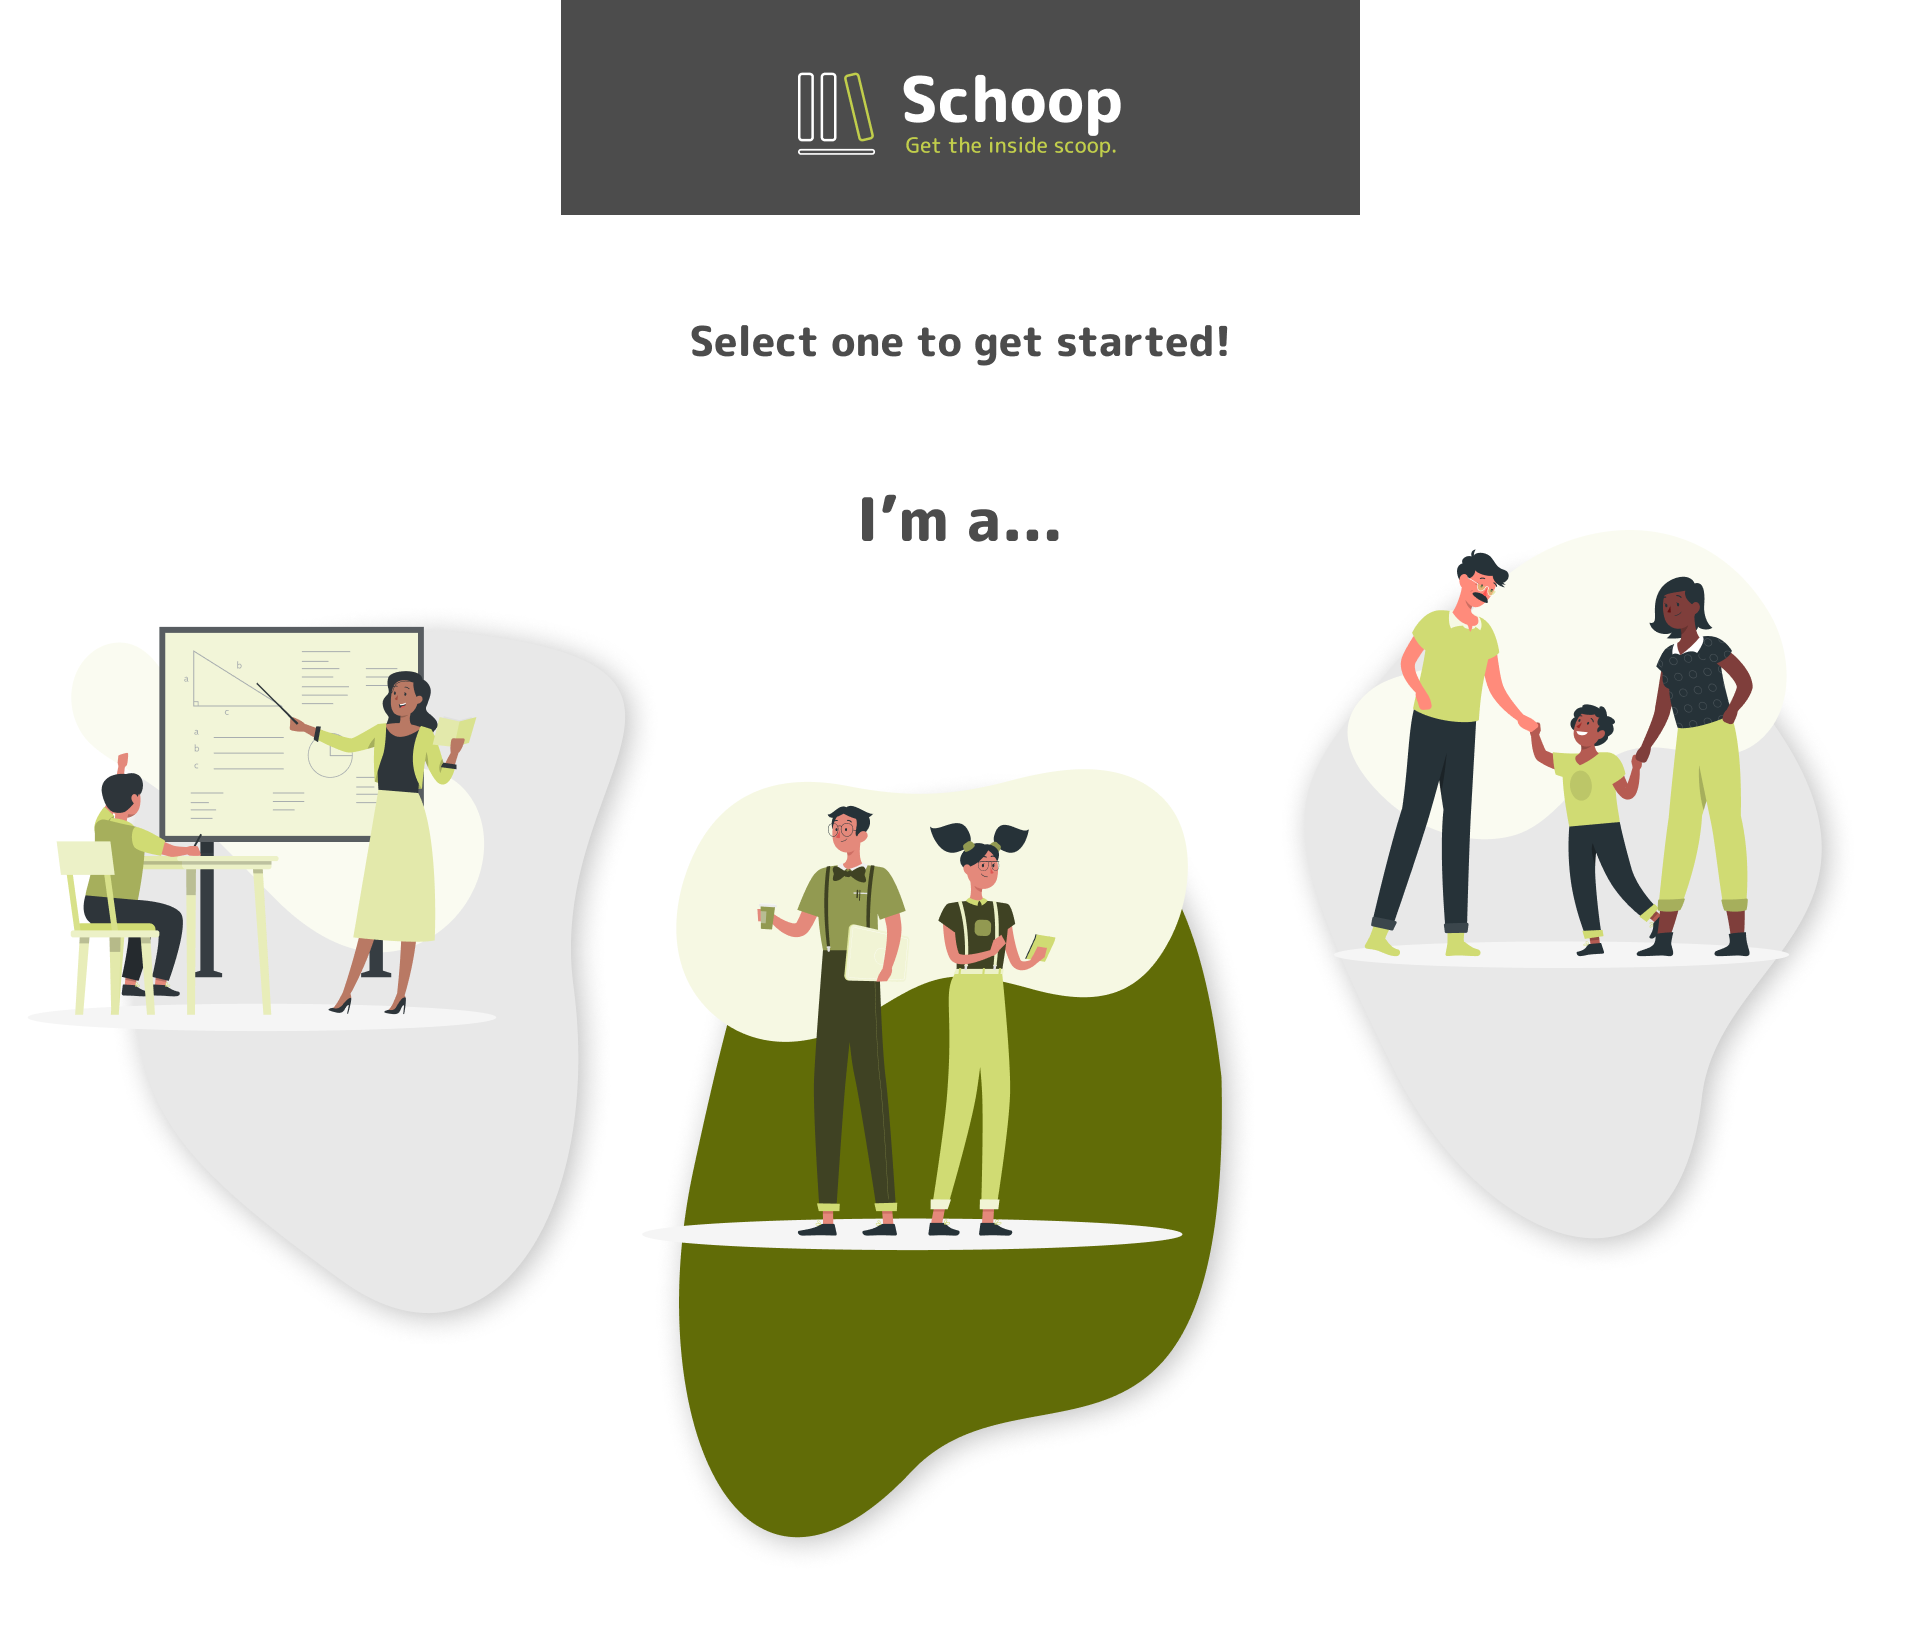 Schoop
Get the inside scoop.
Select one to get started!
I’m a...
b
a
c
a
b
c